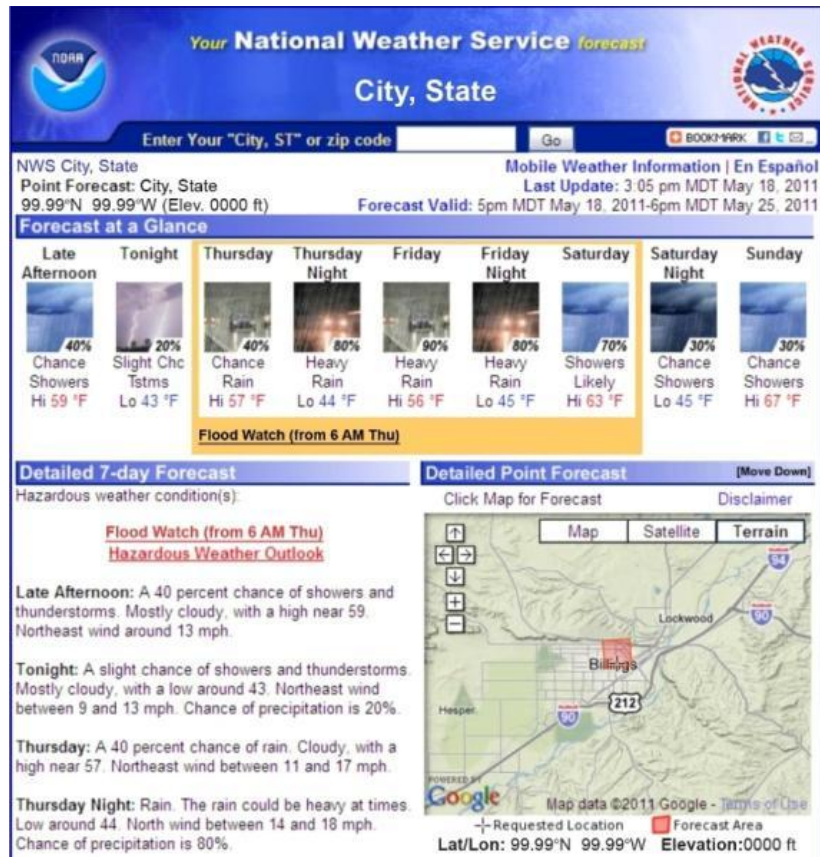 NOAA
Your National Weather Service forecast
City, State
NATIONAL WEATHER SERVICE
Enter Your "City, ST" or zip code
Go
BOOKMARK
NWS City, State
Mobile Weather Information | En Español
Point Forecast: City, State
Last Update: 3:05 pm MDT May 18, 2011
99.99°N 99.99°W (Elev. 0000 ft)
Forecast Valid: 5pm MDT May 18, 2011-6pm MDT May 25, 2011
Forecast at a Glance
Late
Afternoon
40%
Chance
Showers
Hi 59 °F
Tonight
20%
Slight Chc
Tstms
Lo 43 °F
Thursday
40%
Chance
Rain
Hi 57 °F
Thursday
Night
80%
Heavy
Rain
Lo 44 °F
Friday
90%
Heavy
Rain
Hi 56 °F
Friday
Night
80%
Heavy
Rain
Lo 45 °F
Saturday
70%
Showers
Likely
Hi 63 °F
Saturday
Night
30%
Chance
Showers
Lo 45 °F
Sunday
30%
Chance
Showers
Hi 67 °F
Flood Watch (from 6 AM Thu)
Detailed 7-day Forecast
Hazardous weather condition(s):
Flood Watch (from 6 AM Thu)
Hazardous Weather Outlook
Late Afternoon: A 40 percent chance of showers and
thunderstorms. Mostly cloudy, with a high near 59.
Northeast wind around 13 mph.
Tonight: A slight chance of showers and thunderstorms.
Mostly cloudy, with a low around 43. Northeast wind
between 9 and 13 mph. Chance of precipitation is 20%.
Thursday: A 40 percent chance of rain. Cloudy, with a
high near 57. Northeast wind between 11 and 17 mph.
Thursday Night: Rain. The rain could be heavy at times.
Low around 44. North wind between 14 and 18 mph.
Chance of precipitation is 80%.
Detailed Point Forecast
[Move Down]
Click Map for Forecast
Disclaimer
Map
Satellite
Terrain
94
90
Lockwood
Billings
212
Hesper
90
POWERED BY
Google
Map data ©2011 Google - Terms of Use
Requested Location
Forecast Area
Lat/Lon: 99.99°N 99.99°W Elevation:0000 ft